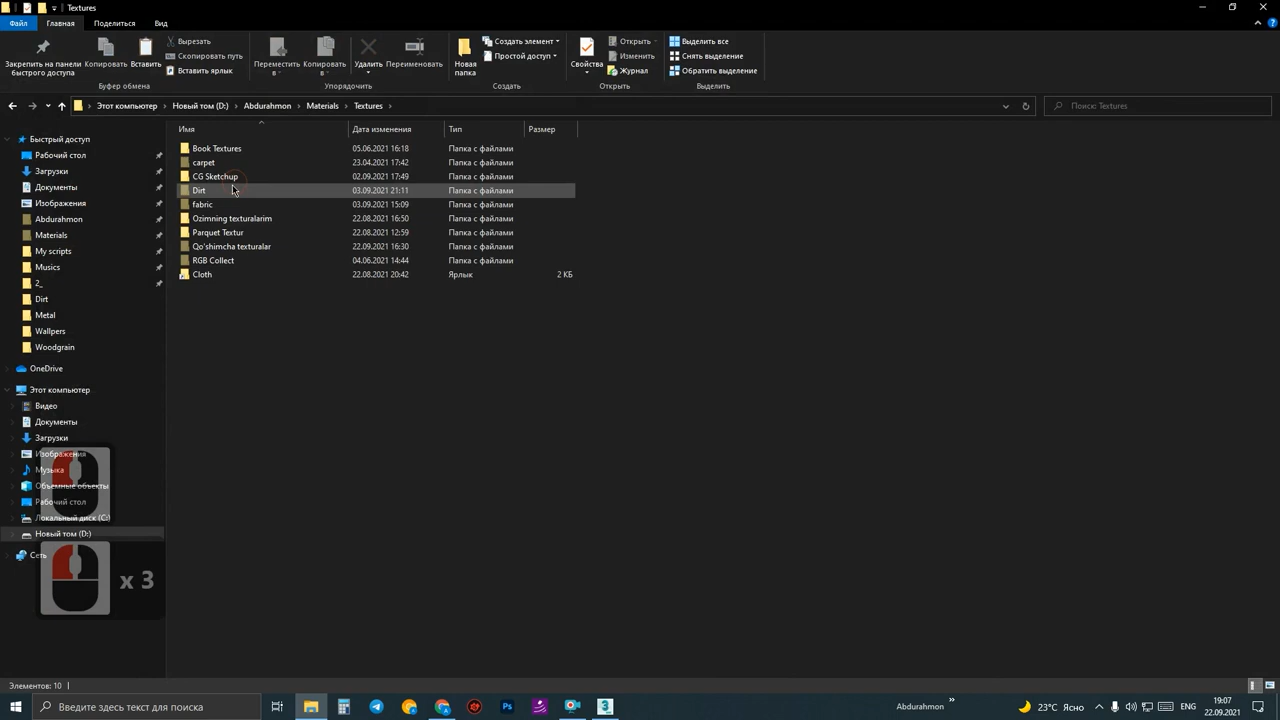 Textures
Файл Главная Поделиться Вид
Закрепить на панели быстрого доступа
Копировать
Вставить
Вырезать
Скопировать путь
Вставить ярлык
Переместить в
Копировать в
Удалить
Переименовать
Новая папка
Создать элемент
Простой доступ
Свойства
Открыть
Изменить
Журнал
Выделить все
Снять выделение
Обратить выделение
Буфер обмена Упорядочить Создать Открыть Выделить
Этот компьютер Новый том (D:) Abdurahmon Materials Textures
Поиск: Textures
Имя Дата изменения Тип Размер
Book Textures 05.06.2021 16:18 Папка с файлами
carpet 23.04.2021 17:42 Папка с файлами
CG Sketchup 02.09.2021 17:49 Папка с файлами
Dirt 03.09.2021 21:11 Папка с файлами
fabric 03.09.2021 15:09 Папка с файлами
Ozimning texturalarim 22.08.2021 16:50 Папка с файлами
Parquet Textur 22.08.2021 12:59 Папка с файлами
Qo'shimcha texturalar 22.09.2021 16:30 Папка с файлами
RGB Collect 04.06.2021 14:44 Папка с файлами
Cloth 22.08.2021 20:42 Ярлык 2 КБ
Быстрый доступ
Рабочий стол
Загрузки
Документы
Изображения
Abdurahmon
Materials
My scripts
Musics
2_
Dirt
Metal
Wallpers
Woodgrain
OneDrive
Этот компьютер
Видео
Документы
Загрузки
Изображения
Музыка
Объемные объекты
Рабочий стол
Локальный диск (C:)
Новый том (D:)
Сеть
x 3
Элементов: 10
Введите здесь текст для поиска
Ps
3
Abdurahmon
»
23°C Ясно
ENG
19:07
22.09.2021